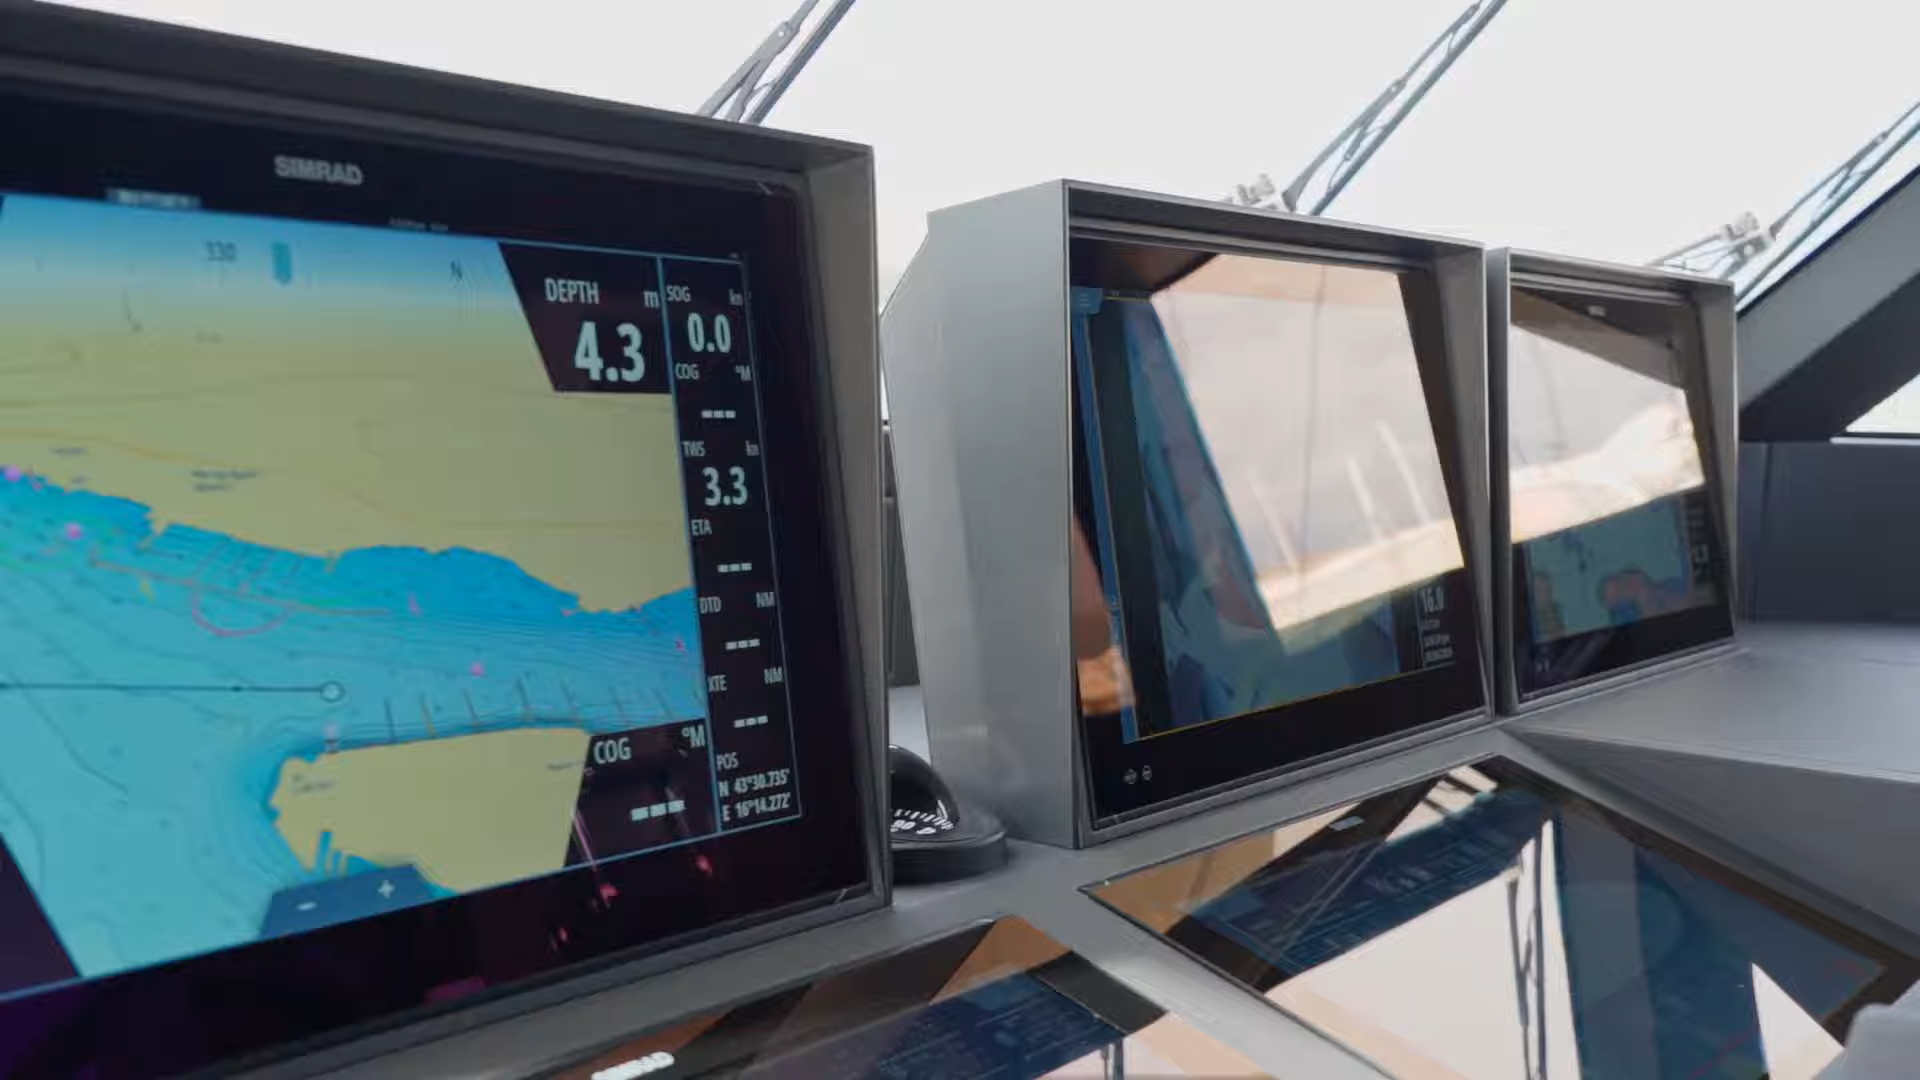 SIMRAD
330
N
DEPTH m
4.3
SOG kn
0.0
COG °M
---
TWS kn
3.3
ETA
---
DTD NM
---
XTE NM
---
COG °M
---
POS
N 43°30.735'
E 16°14.272'
+
-
16.0
SIMRAD